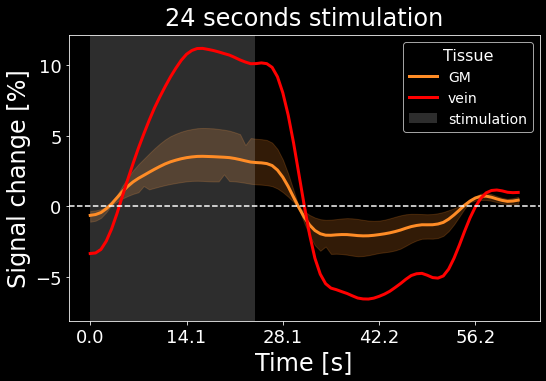 24 seconds stimulation
Signal change [%]
10
5
0
−5
Tissue
GM
vein
stimulation
0.0 14.1 28.1 42.2 56.2
Time [s]